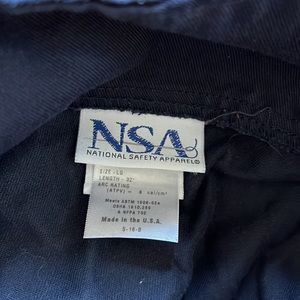 NSA
NATIONAL SAFETY APPAREL®
SIZE - LG
LENGTH - 32"
ARC RATING
(ATPV) = 8 cal/cm²
Meets ASTM 1506-02a
OSHA 1910.269
& NFPA 70E
Made in the U.S.A.